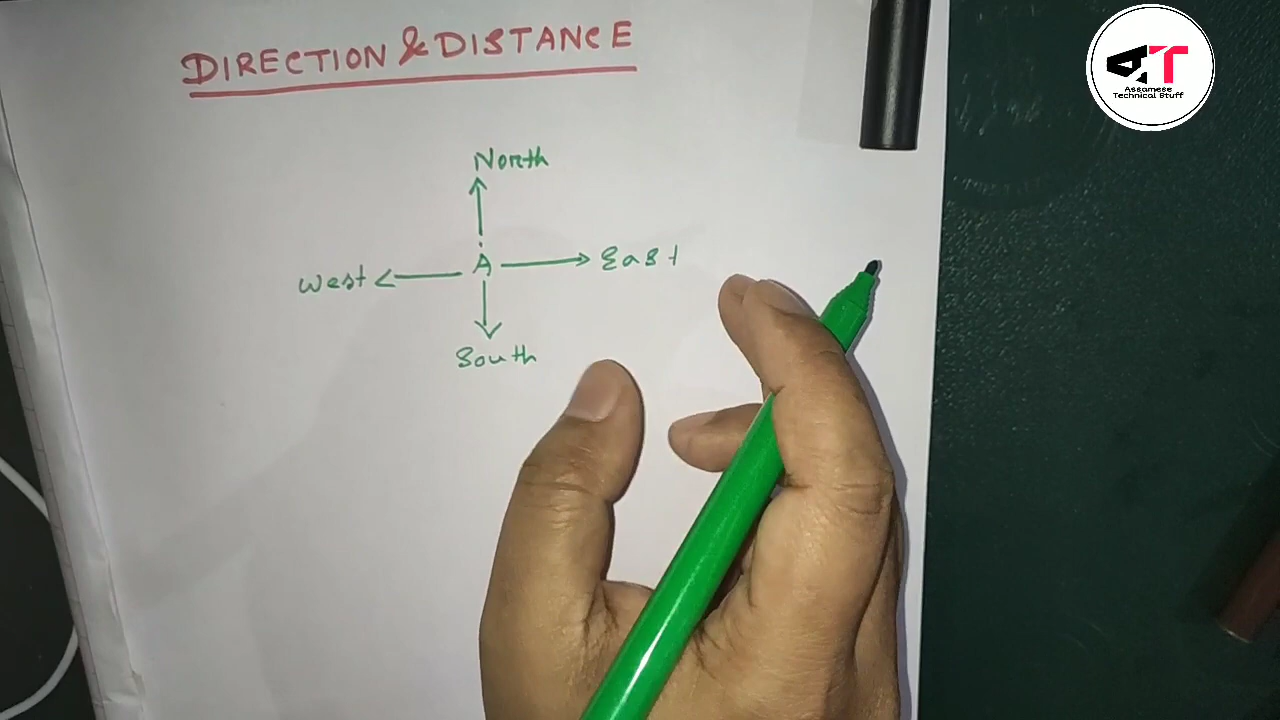 DIRECTION & DISTANCE
North
West A East
South
AT
Assamese
Technical Stuff